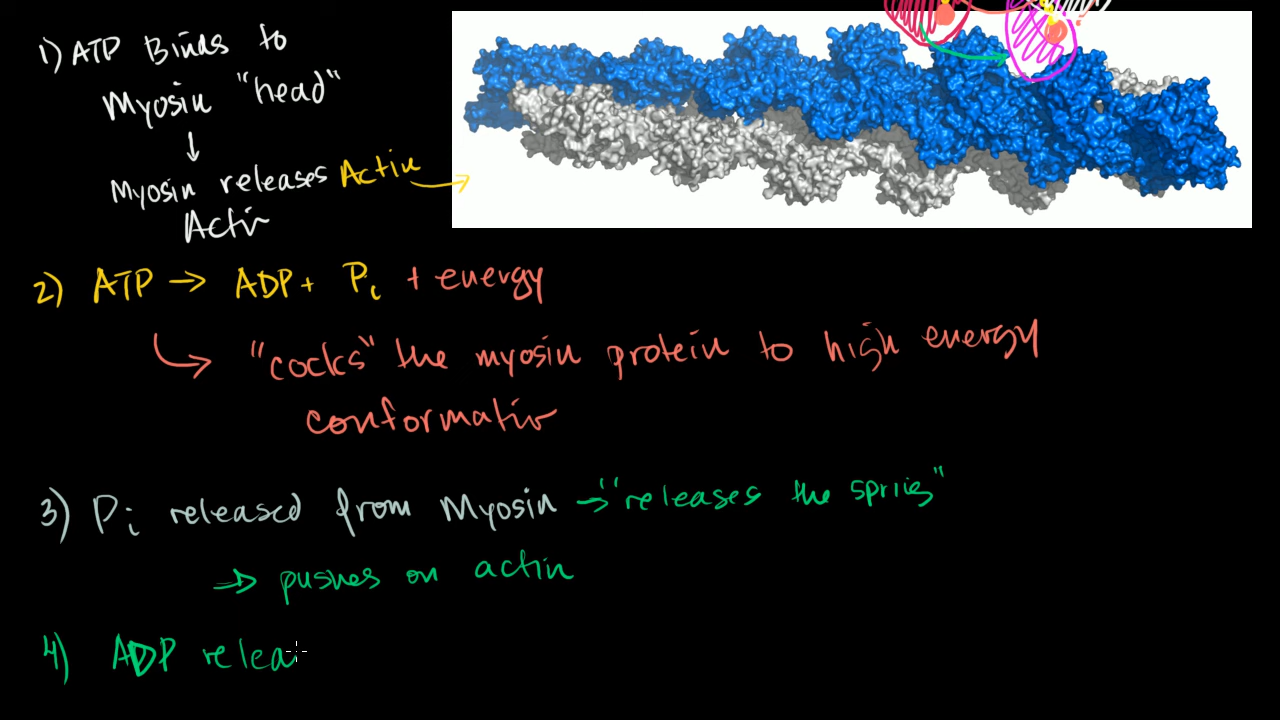 1) ATP Binds to
Myosin "head"
↓
Myosin releases
Actin
Actin →
2) ATP → ADP + Pi + energy
↳ "cocks" the myosin protein to high energy
conformation
3) Pi released from Myosin → "releases the spring"
⇒ pushes on actin
4) ADP relea